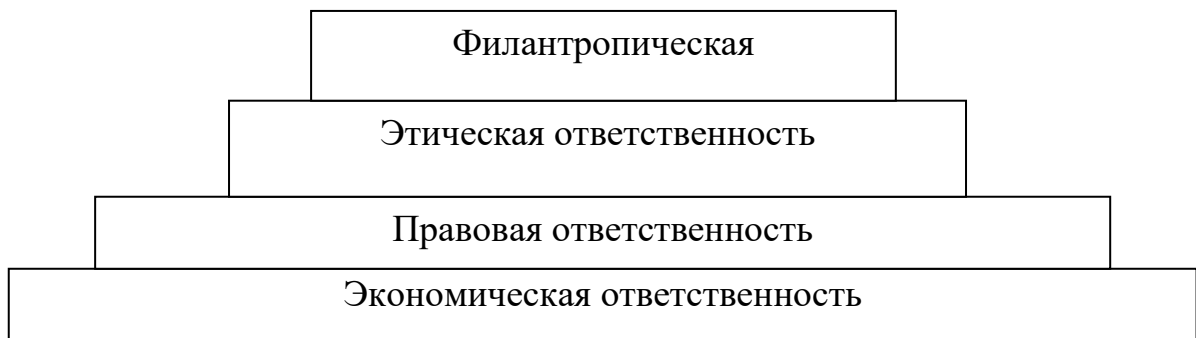 Филантропическая
Этическая ответственность
Правовая ответственность
Экономическая ответственность